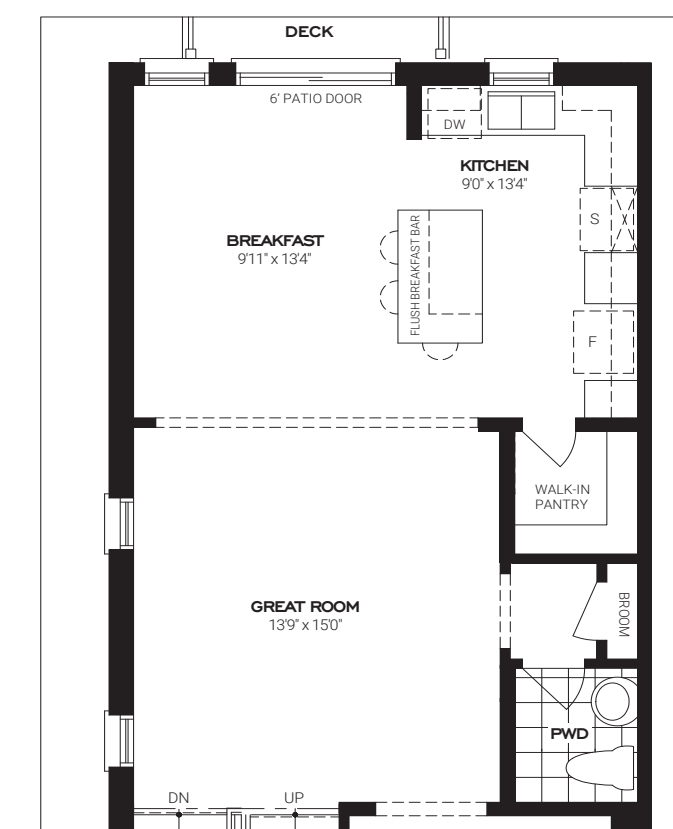 DECK
6' PATIO DOOR
DW
KITCHEN
9'0" x 13'4"
S
BREAKFAST
9'11" x 13'4"
FLUSH BREAKFAST BAR
F
WALK-IN
PANTRY
GREAT ROOM
13'9" x 15'0"
BROOM
PWD
DN
UP